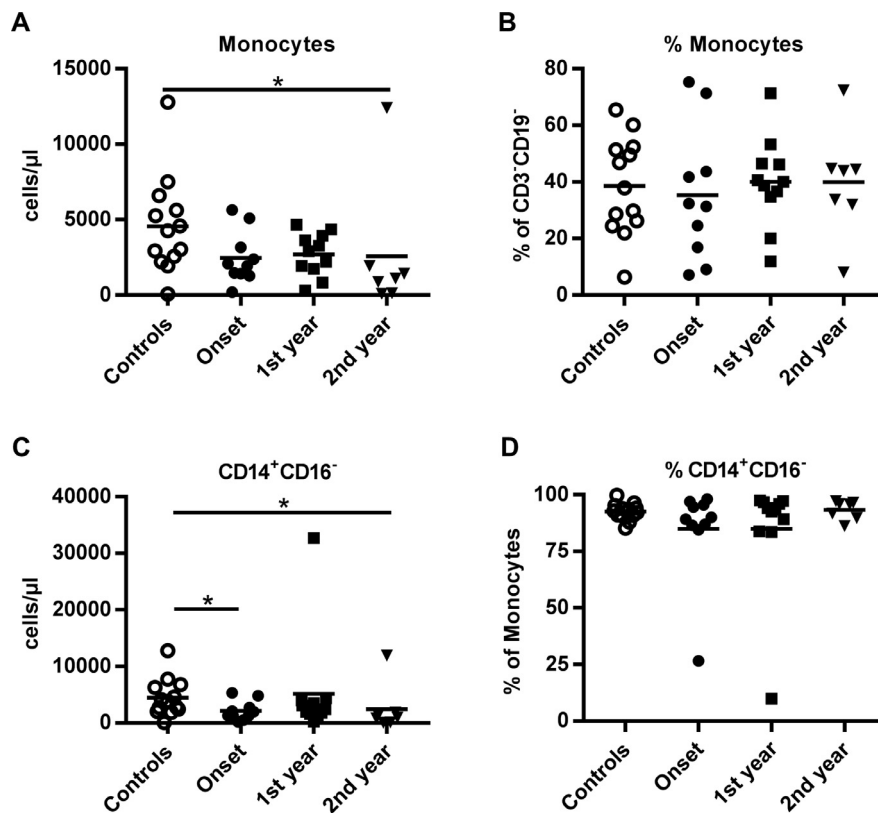 A
Monocytes
*
cells/µl
15000
10000
5000
0
Controls
Onset
1st year
2nd year
B
% Monocytes
% of CD3⁻CD19⁻
80
60
40
20
0
Controls
Onset
1st year
2nd year
C
CD14⁺CD16⁻
*
*
cells/µl
40000
30000
20000
10000
0
Controls
Onset
1st year
2nd year
D
% CD14⁺CD16⁻
% of Monocytes
100
75
50
25
0
Controls
Onset
1st year
2nd year